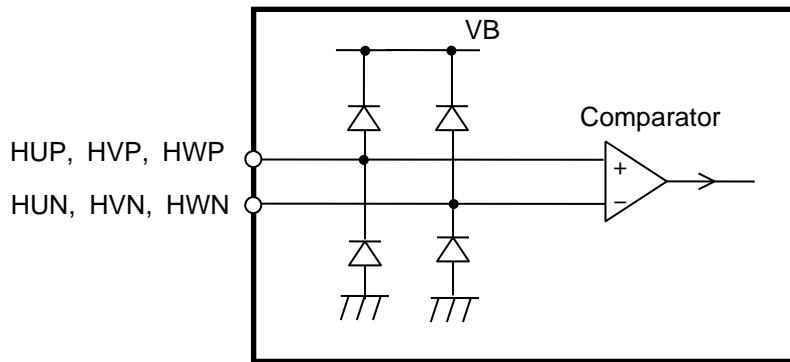 VB
Comparator
HUP, HVP, HWP
+
HUN, HVN, HWN
−